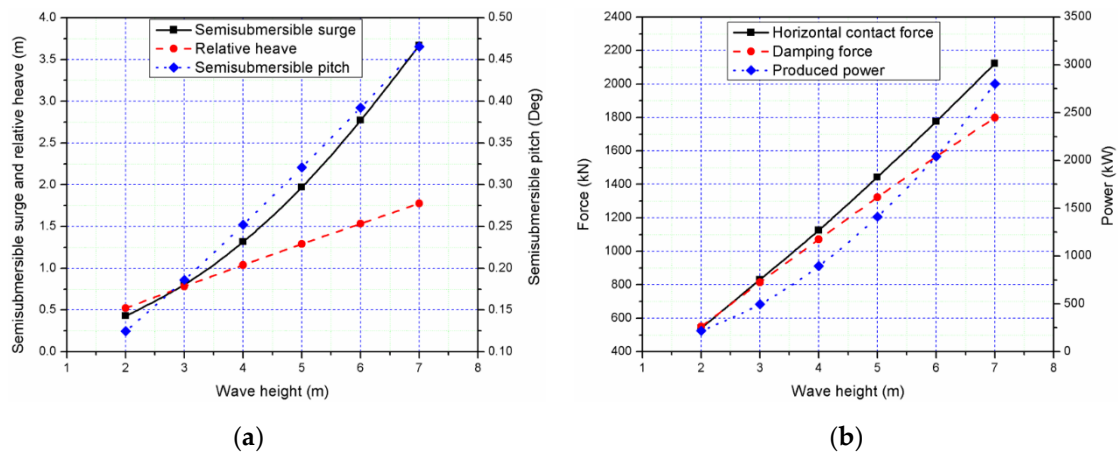 Semisubmersible surge
Relative heave
Semisubmersible pitch
Semisubmersible surge and relative heave (m)
4.0
3.5
3.0
2.5
2.0
1.5
1.0
0.5
0.0
0.50
0.45
0.40
0.35
0.30
0.25
0.20
0.15
0.10
Semisubmersible pitch (Deg)
1 2 3 4 5 6 7 8
Wave height (m)
(a)
Horizontal contact force
Damping force
Produced power
Force (kN)
2400
2200
2000
1800
1600
1400
1200
1000
800
600
400
3500
3000
2500
2000
1500
1000
500
0
Power (kW)
1 2 3 4 5 6 7 8
Wave height (m)
(b)